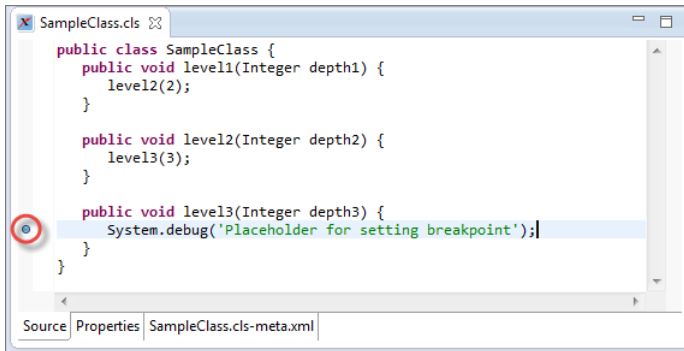 SampleClass.cls
public class SampleClass {
public void level1(Integer depth1) {
level2(2);
}
public void level2(Integer depth2) {
level3(3);
}
public void level3(Integer depth3) {
System.debug('Placeholder for setting breakpoint');
}
}
Source Properties SampleClass.cls-meta.xml